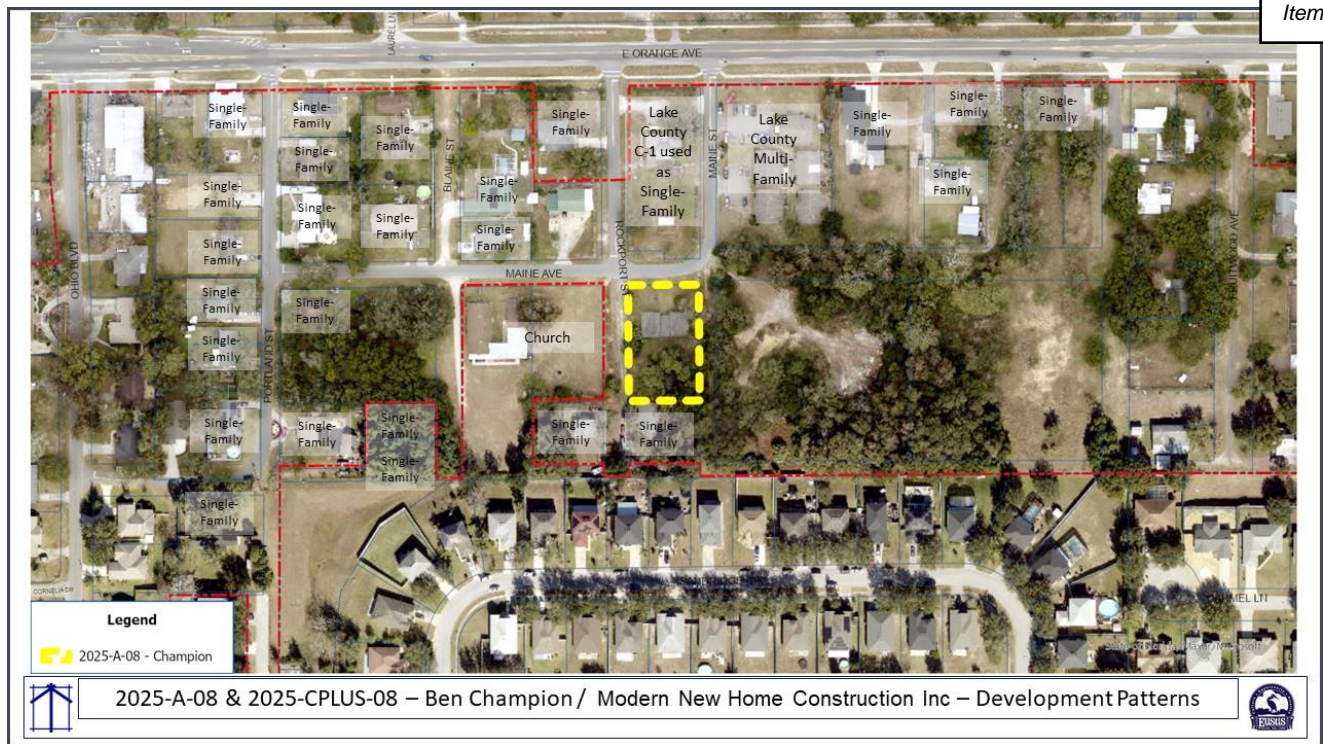 Item
LAUREL LN
E ORANGE AVE
Single-
Family
Single-
Family
Single-
Family
Single-
Family
Lake
County
C-1 used
as
Single-
Family
MAINE ST
Lake
County
Multi-
Family
Single-
Family
Single-
Family
Single-
Family
Single-
Family
BLAINE ST
Single-
Family
Single-
Family
Single-
Family
Single-
Family
Single-
Family
Single-
Family
Single-
Family
ROCKPORT ST
OHIO BLVD
MAINE AVE
Single-
Family
Single-
Family
Single-
Family
PORTLAND ST
Church
Single-
Family
Single-
Family
Single-
Family
Single-
Family
Single-
Family
Single-
Family
Single-
Family
CORNELIA DR
Legend
2025-A-08 - Champion
2025-A-08 & 2025-CPLUS-08 – Ben Champion / Modern New Home Construction Inc – Development Patterns
EUSTIS